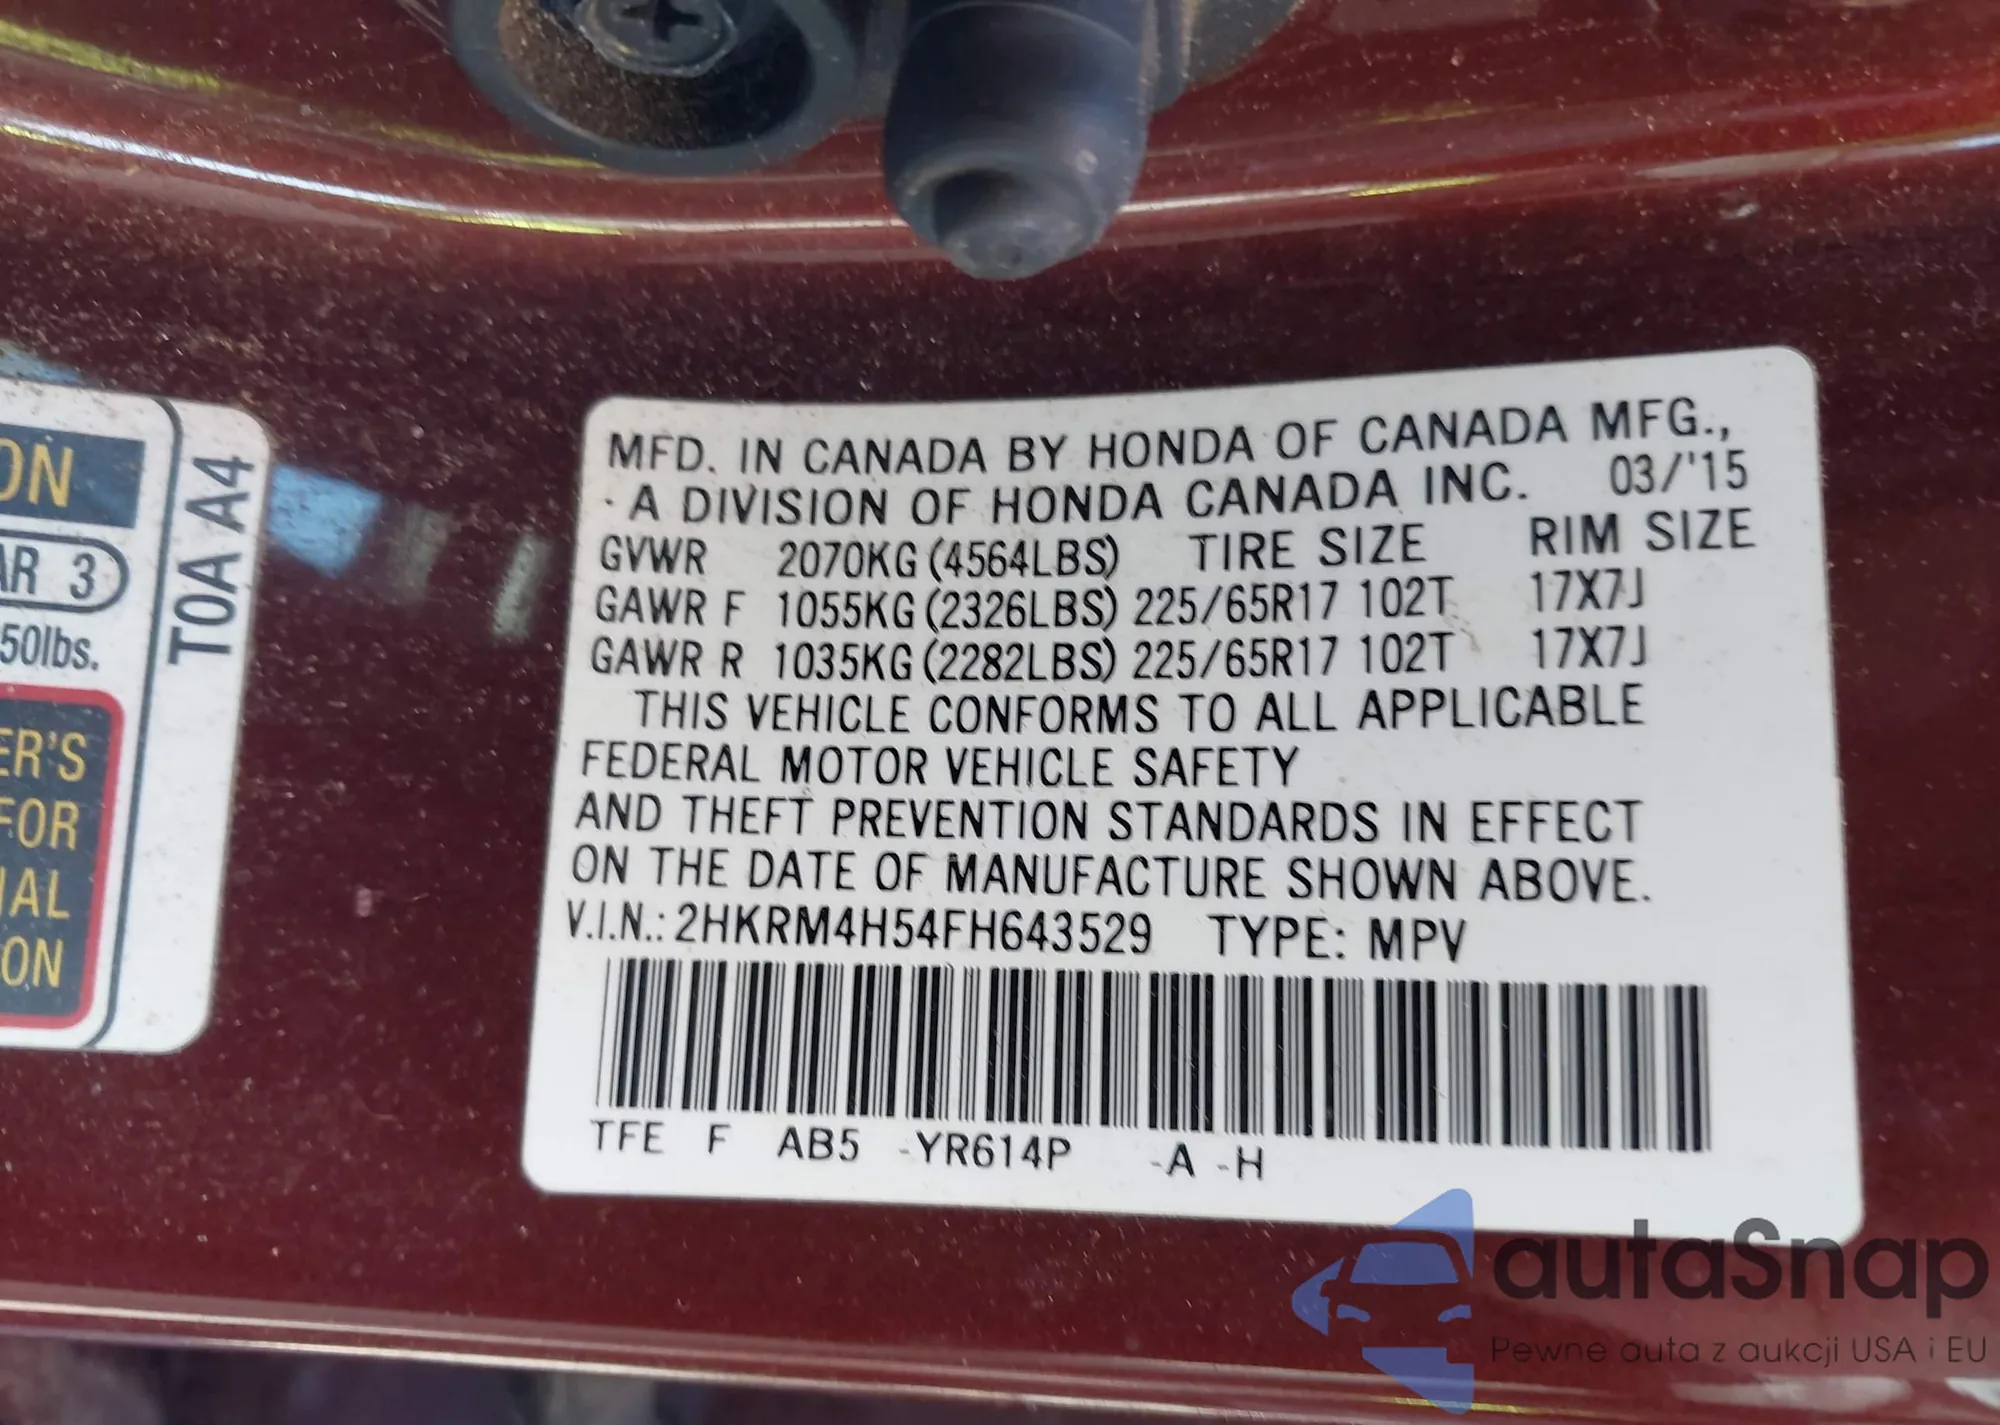 ON
AR 3
50lbs.
ER'S
FOR
IAL
ON
T0A A4
MFD. IN CANADA BY HONDA OF CANADA MFG.,
A DIVISION OF HONDA CANADA INC. 03/'15
GVWR 2070KG (4564LBS) TIRE SIZE RIM SIZE
GAWR F 1055KG (2326LBS) 225/65R17 102T 17X7J
GAWR R 1035KG (2282LBS) 225/65R17 102T 17X7J
THIS VEHICLE CONFORMS TO ALL APPLICABLE
FEDERAL MOTOR VEHICLE SAFETY
AND THEFT PREVENTION STANDARDS IN EFFECT
ON THE DATE OF MANUFACTURE SHOWN ABOVE.
V.I.N.: 2HKRM4H54FH643529 TYPE: MPV
TFE F AB5 -YR614P -A -H
autaSnap
Pewne auta z aukcji USA i EU